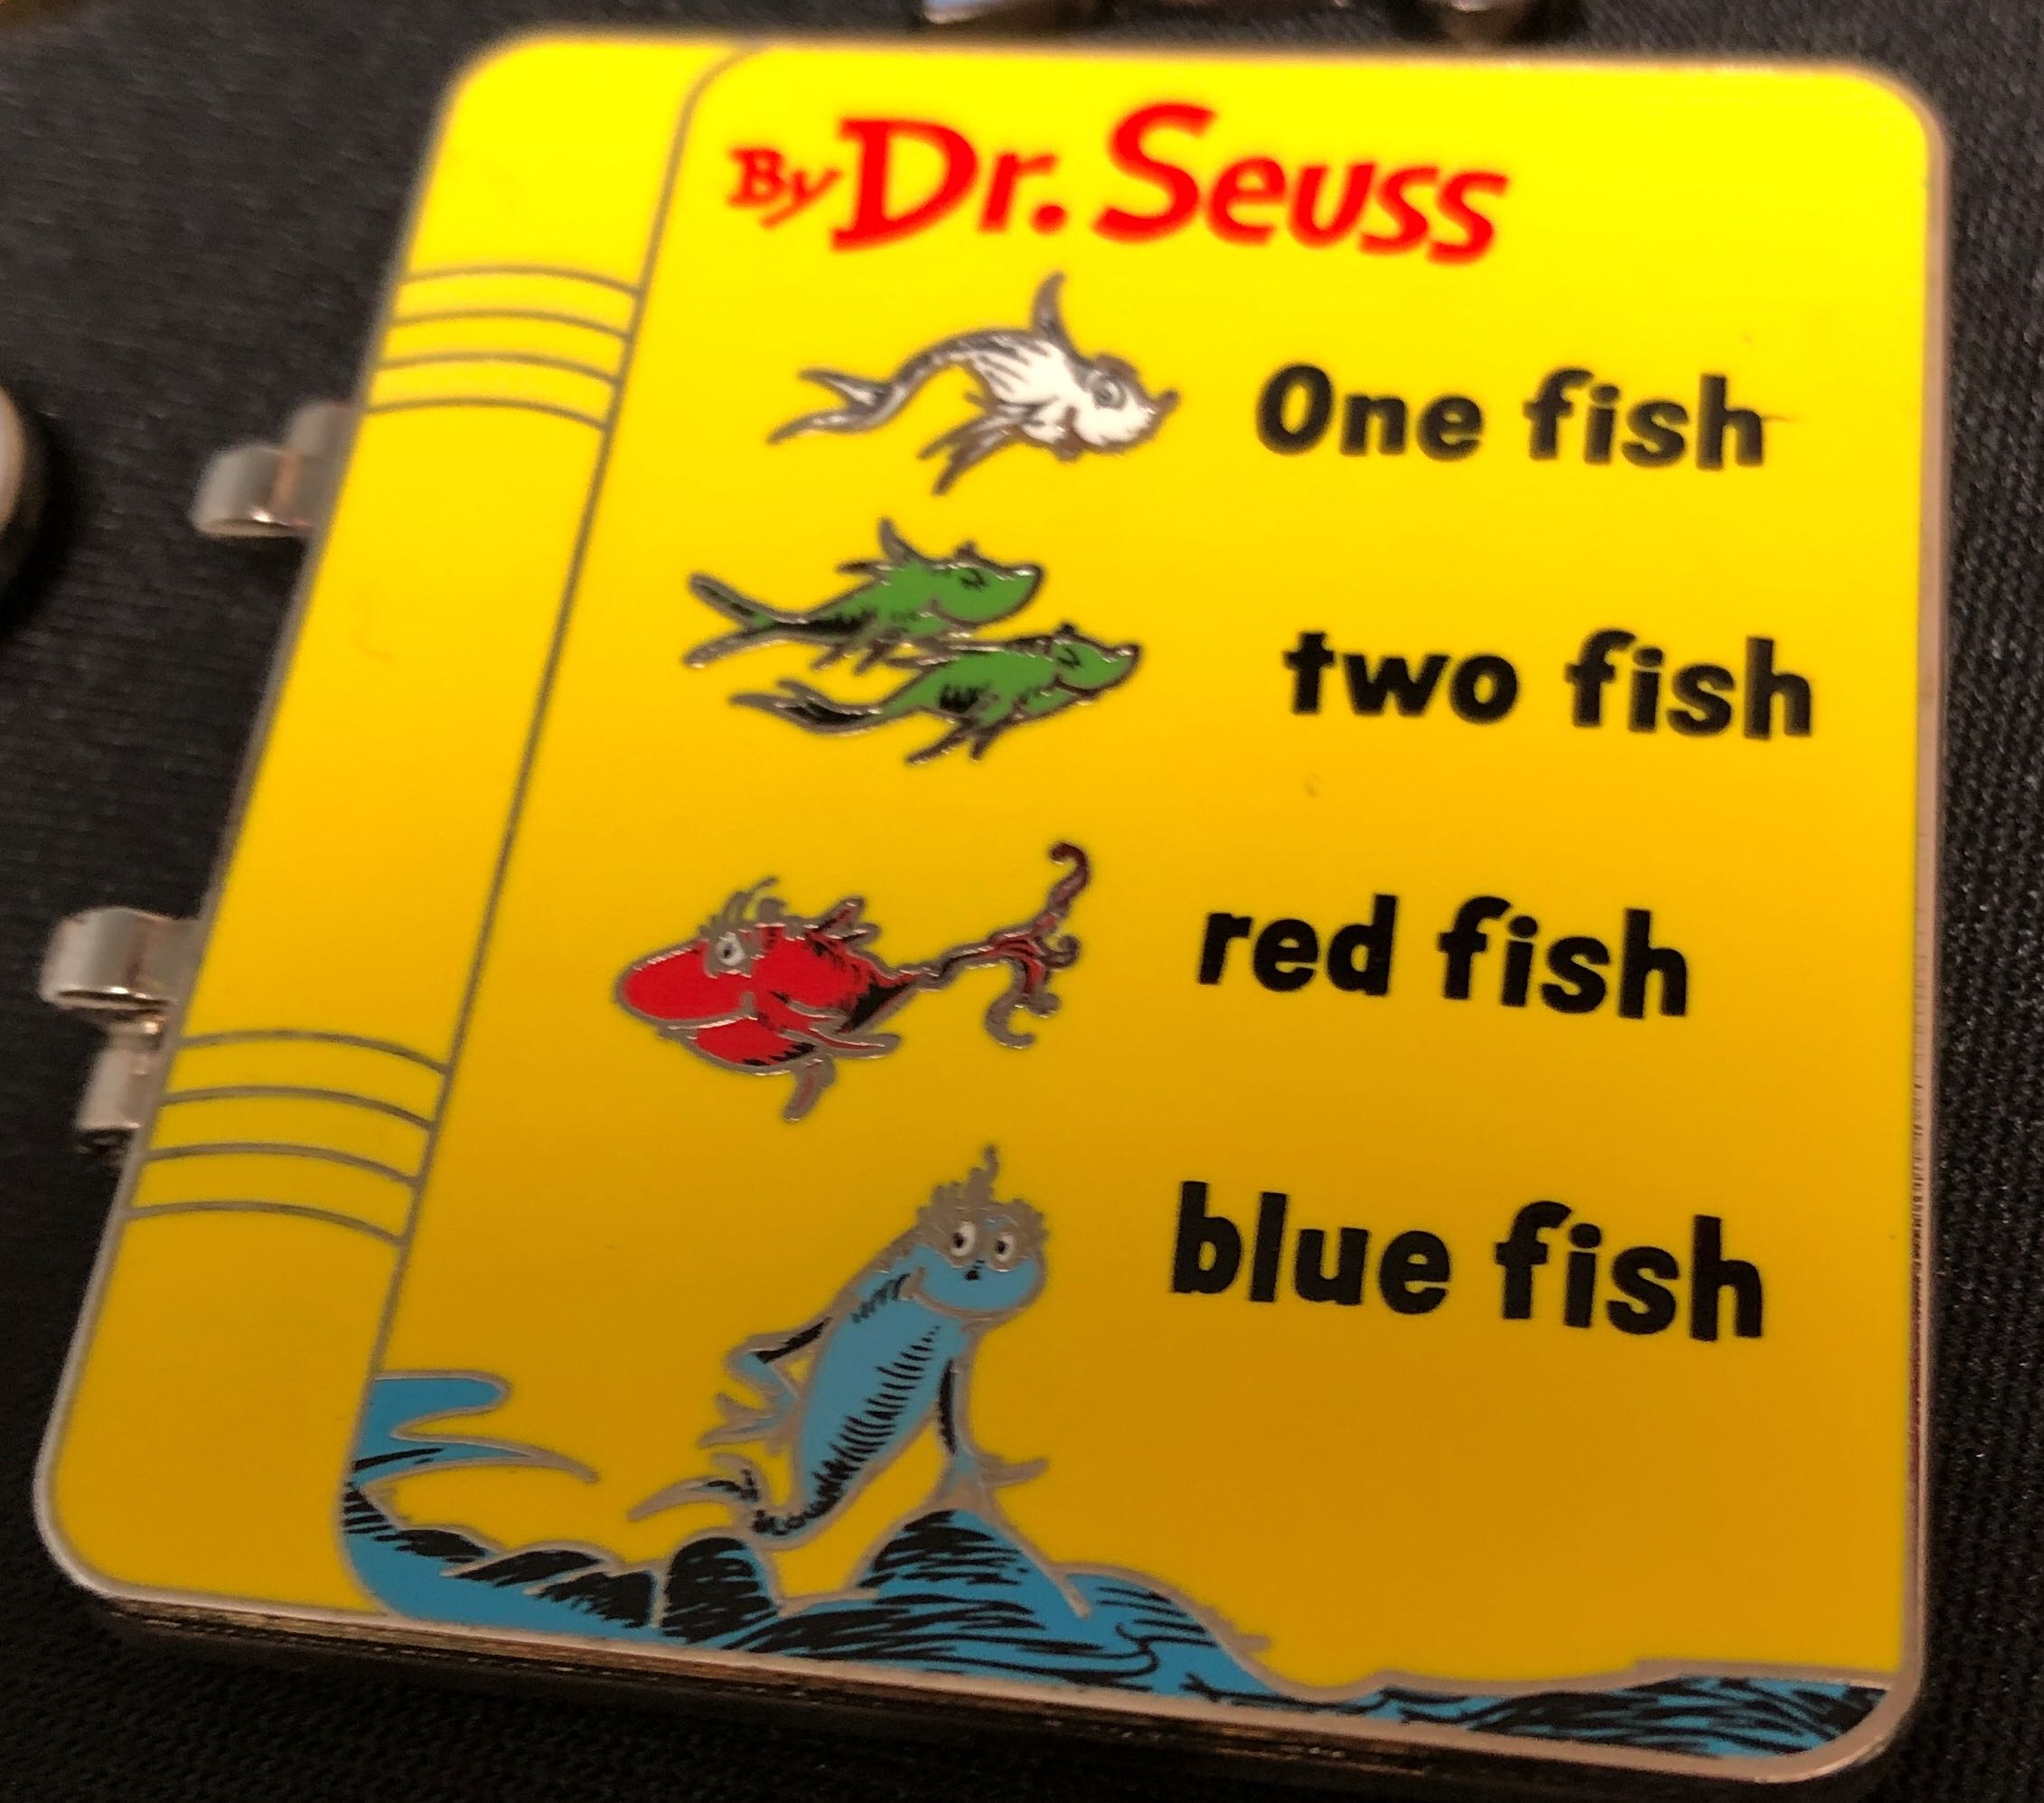 By Dr. Seuss
One fish
two fish
red fish
blue fish